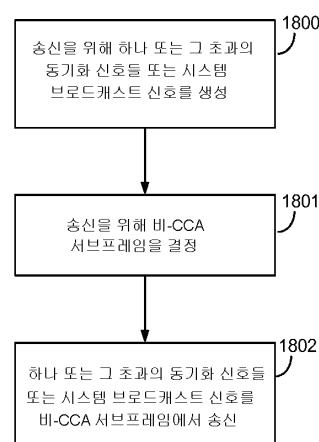 1800
송신을 위해 하나 또는 그 초과의
동기화 신호들 또는 시스템
브로드캐스트 신호를 생성
1801
송신을 위해 비-CCA
서브프레임을 결정
1802
하나 또는 그 초과의 동기화 신호들
또는 시스템 브로드캐스트 신호를
비-CCA 서브프레임에서 송신